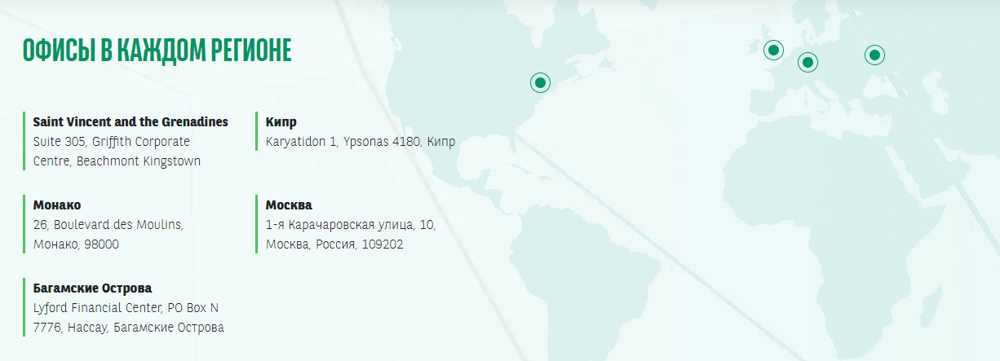 ОФИСЫ В КАЖДОМ РЕГИОНЕ
Saint Vincent and the Grenadines
Suite 305, Griffith Corporate
Centre, Beachmont Kingstown
Кипр
Karyatidon 1, Ypsonas 4180, Кипр
Монако
26, Boulevard des Moulins,
Монако, 98000
Москва
1-я Карачаровская улица, 10,
Москва, Россия, 109202
Багамские Острова
Lyford Financial Center, PO Box N
7776, Нассау, Багамские Острова